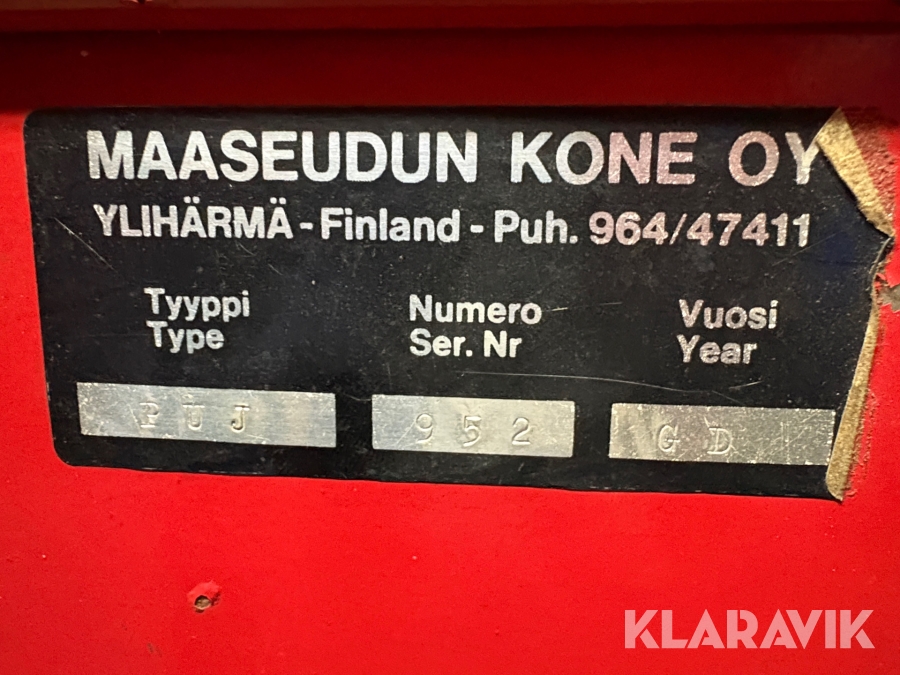 MAASEUDUN KONE OY
YLIHÄRMÄ - Finland - Puh. 964/47411
Tyyppi Numero Vuosi
Type Ser. Nr Year
PUJ 952 GD
KLARAVIK